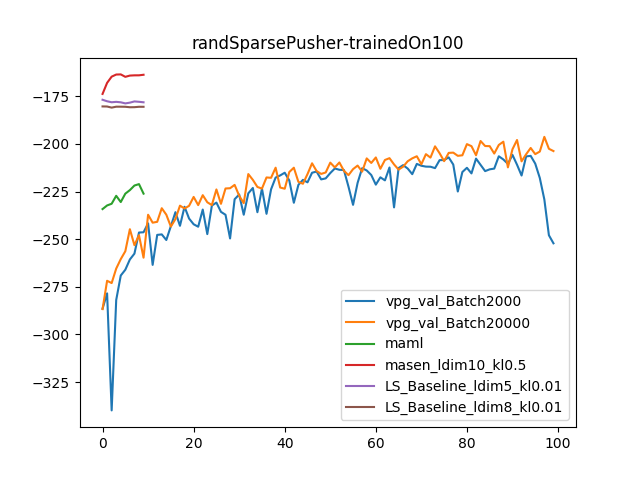 randSparsePusher-trainedOn100
−175
−200
−225
−250
−275
−300
−325
vpg_val_Batch2000
vpg_val_Batch20000
maml
masen_ldim10_kl0.5
LS_Baseline_ldim5_kl0.01
LS_Baseline_ldim8_kl0.01
0 20 40 60 80 100